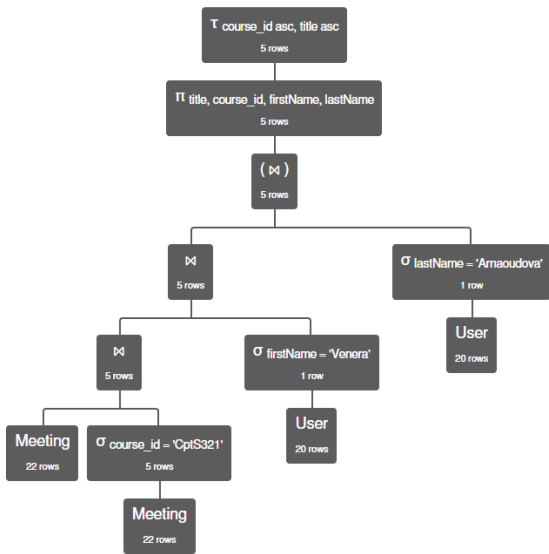 τ course_id asc, title asc
5 rows
π title, course_id, firstName, lastName
5 rows
( ⋈ )
5 rows
⋈
5 rows
σ lastName = 'Arnaoudova'
1 row
User
20 rows
⋈
5 rows
σ firstName = 'Venera'
1 row
User
20 rows
Meeting
22 rows
σ course_id = 'CptS321'
5 rows
Meeting
22 rows